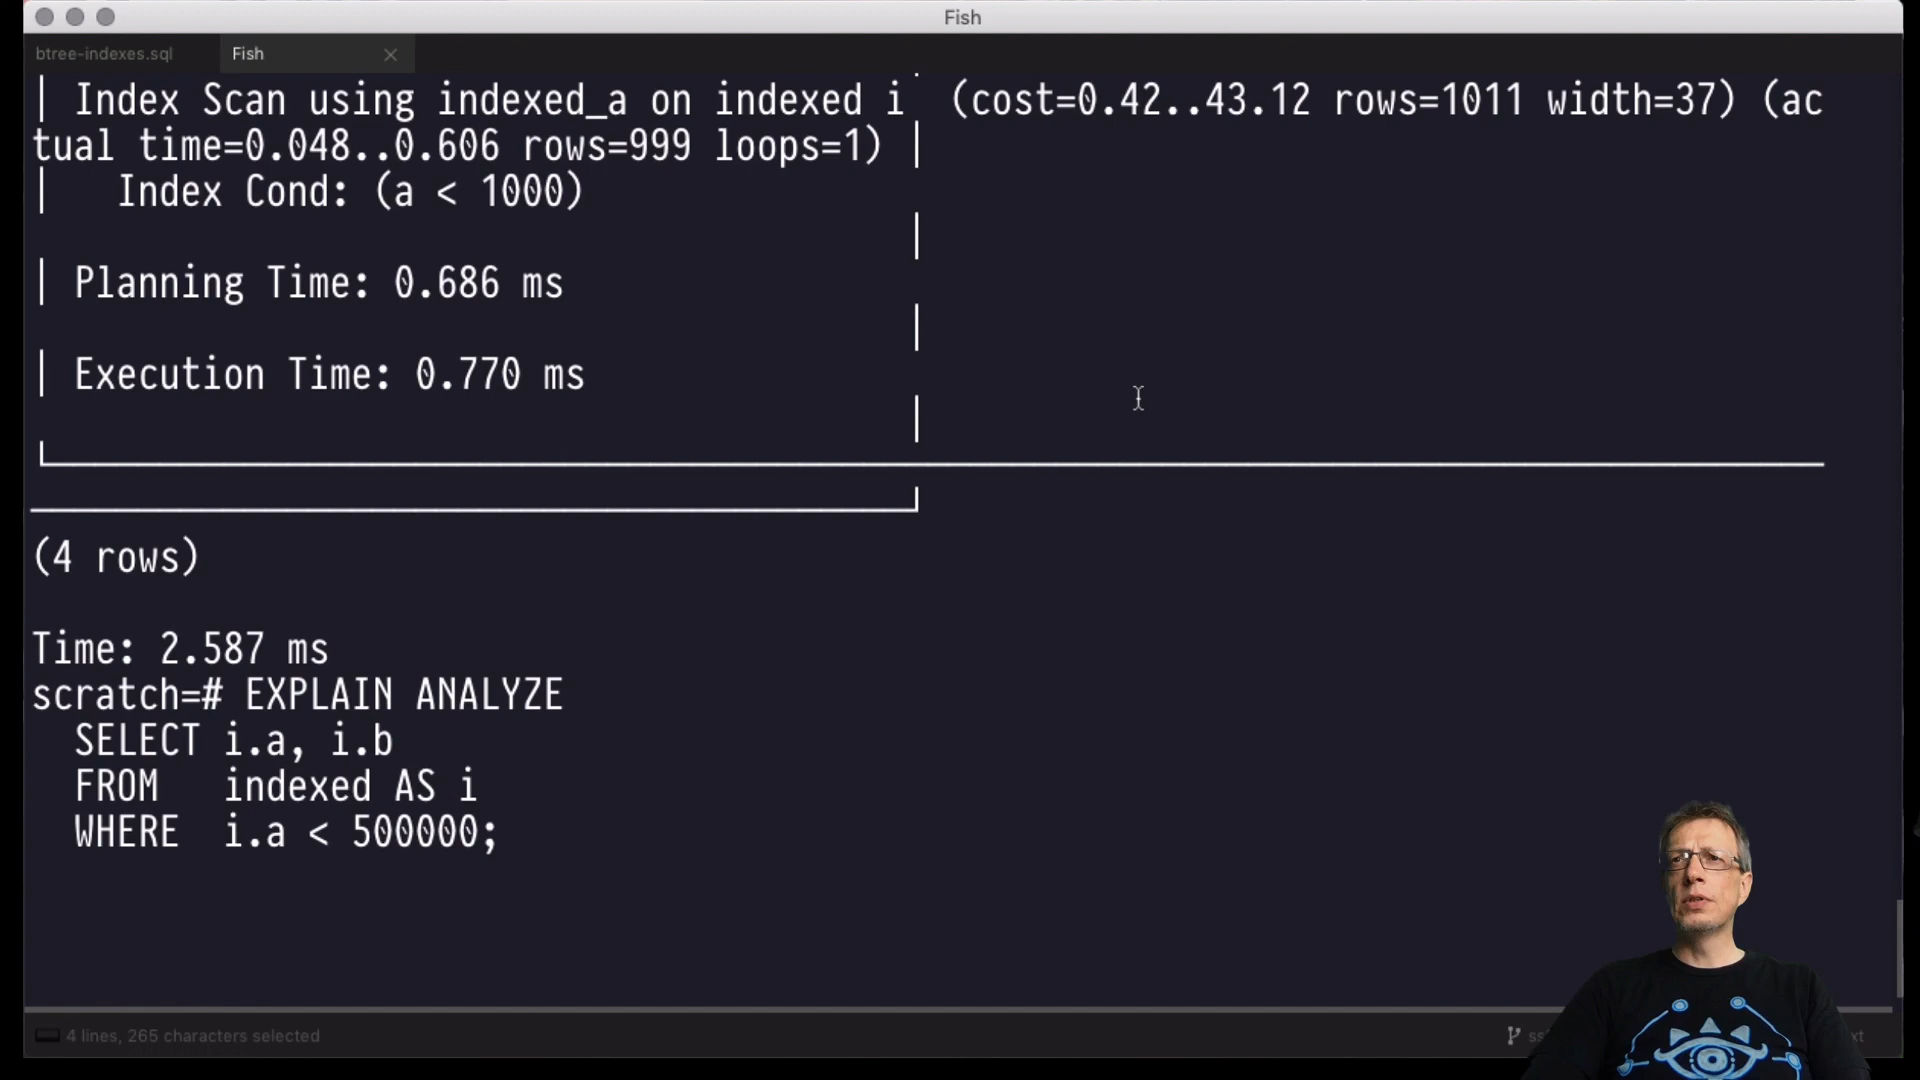 Fish
btree-indexes.sql
Fish
| Index Scan using indexed_a on indexed i  (cost=0.42..43.12 rows=1011 width=37) (ac
tual time=0.048..0.606 rows=999 loops=1) |
|   Index Cond: (a < 1000)
|
| Planning Time: 0.686 ms
|
| Execution Time: 0.770 ms
|
(4 rows)
Time: 2.587 ms
scratch=# EXPLAIN ANALYZE
SELECT i.a, i.b
FROM   indexed AS i
WHERE  i.a < 500000;
4 lines, 265 characters selected